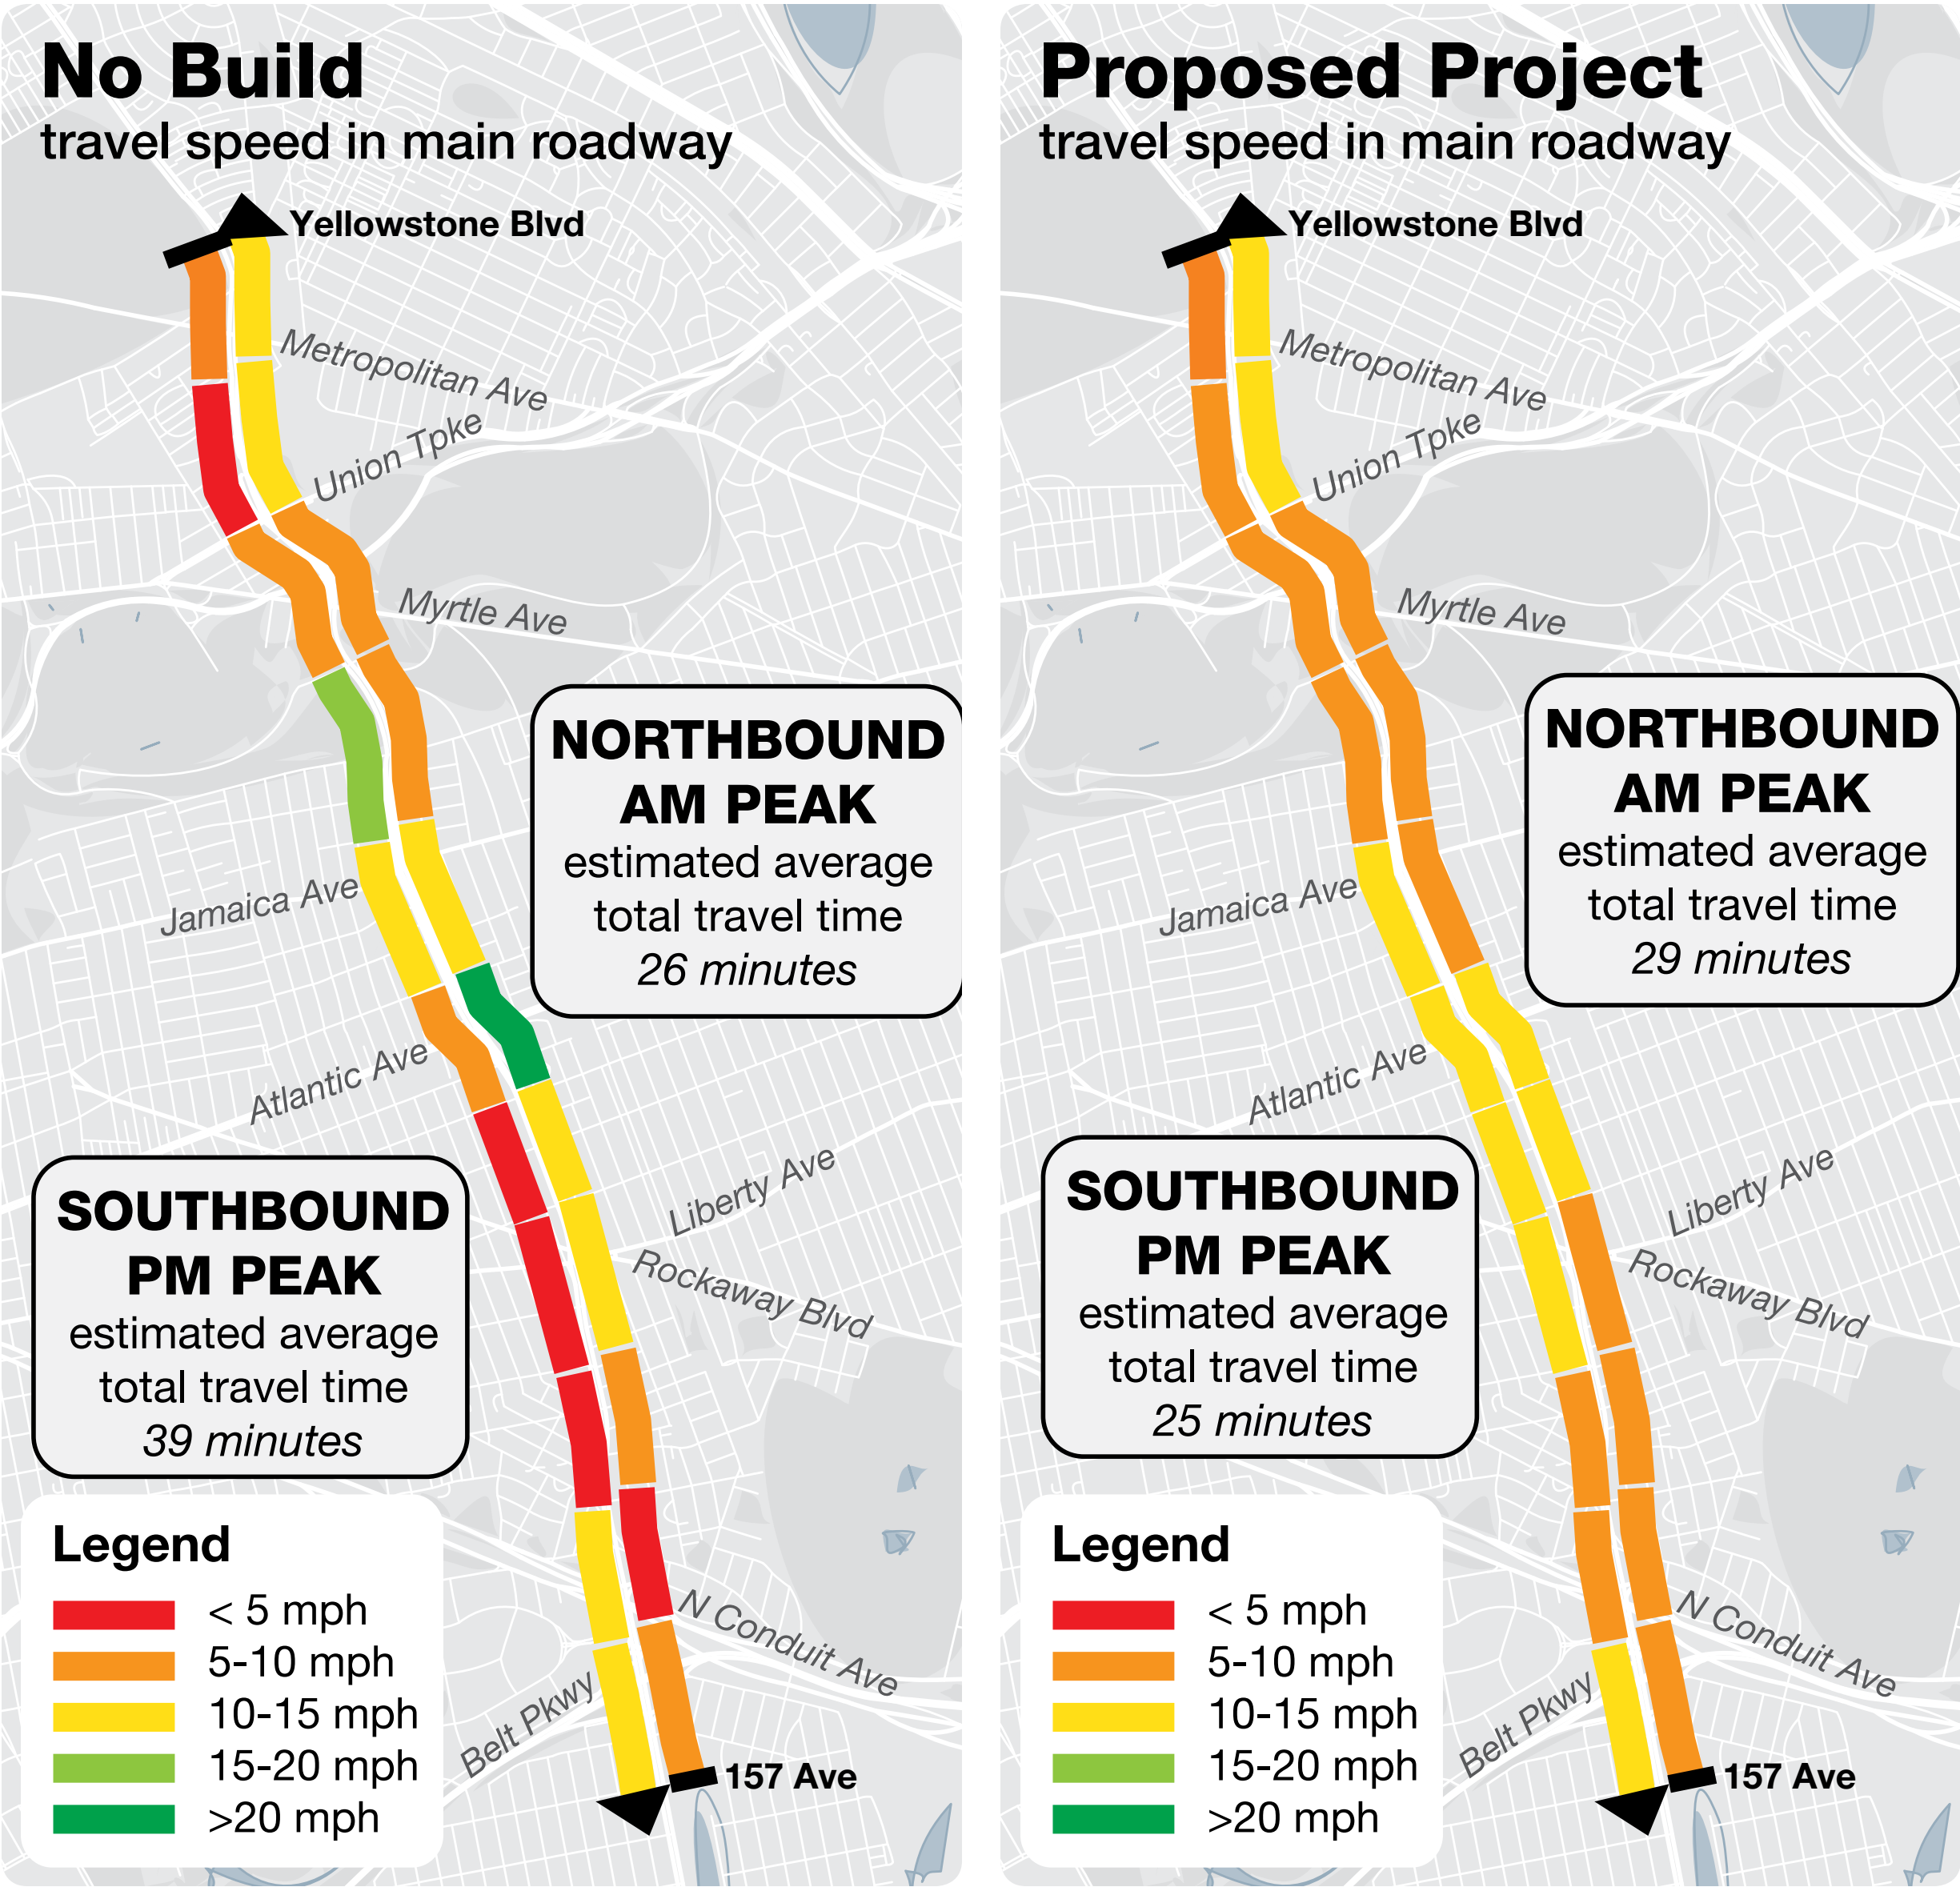 No Build
travel speed in main roadway
Yellowstone Blvd
Metropolitan Ave
Union Tpke
Myrtle Ave
NORTHBOUND
AM PEAK
estimated average
total travel time
26 minutes
Jamaica Ave
Atlantic Ave
Liberty Ave
Rockaway Blvd
SOUTHBOUND
PM PEAK
estimated average
total travel time
39 minutes
Legend
< 5 mph
5-10 mph
10-15 mph
15-20 mph
>20 mph
N Conduit Ave
Belt Pkwy
157 Ave
Proposed Project
travel speed in main roadway
Yellowstone Blvd
Metropolitan Ave
Union Tpke
Myrtle Ave
NORTHBOUND
AM PEAK
estimated average
total travel time
29 minutes
Jamaica Ave
Atlantic Ave
Liberty Ave
Rockaway Blvd
SOUTHBOUND
PM PEAK
estimated average
total travel time
25 minutes
Legend
< 5 mph
5-10 mph
10-15 mph
15-20 mph
>20 mph
N Conduit Ave
Belt Pkwy
157 Ave